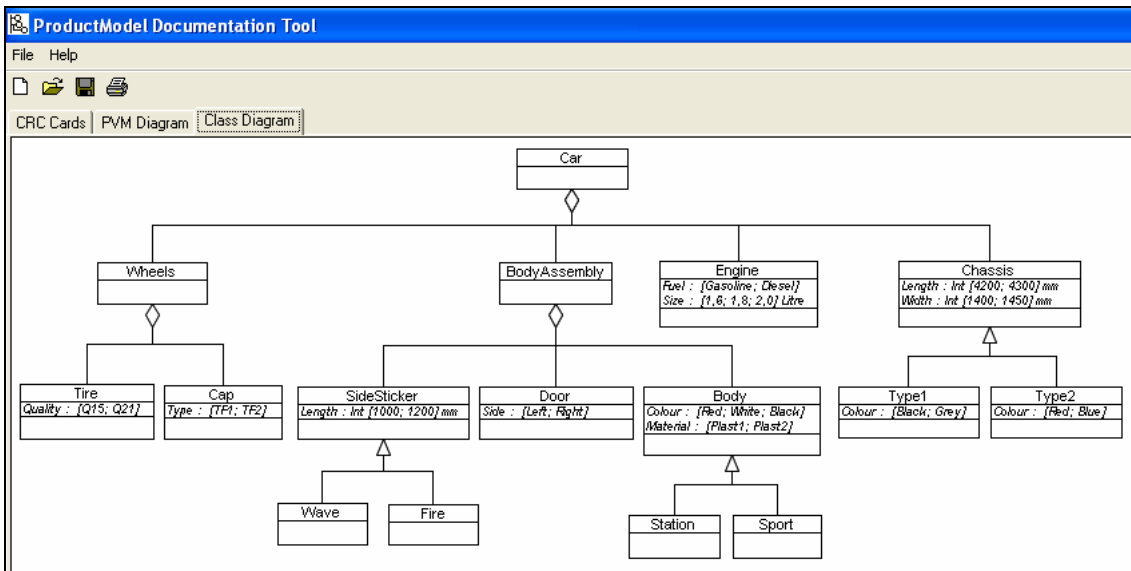 ProductModel Documentation Tool
File Help
CRC Cards PVM Diagram Class Diagram
Car
Wheels
BodyAssembly
Engine
Fuel : [Gasoline; Diesel]
Size : [1,6; 1,8; 2,0] Litre
Chassis
Length : Int [4200; 4300] mm
Width : Int [1400; 1450] mm
Tire
Quality : [Q15; Q21]
Cap
Type : [TF1; TF2]
SideSticker
Length : Int [1000; 1200] mm
Door
Side : [Left; Right]
Body
Colour : [Red; White; Black]
Material : [Plast1; Plast2]
Type1
Colour : [Black; Grey]
Type2
Colour : [Red; Blue]
Wave
Fire
Station
Sport